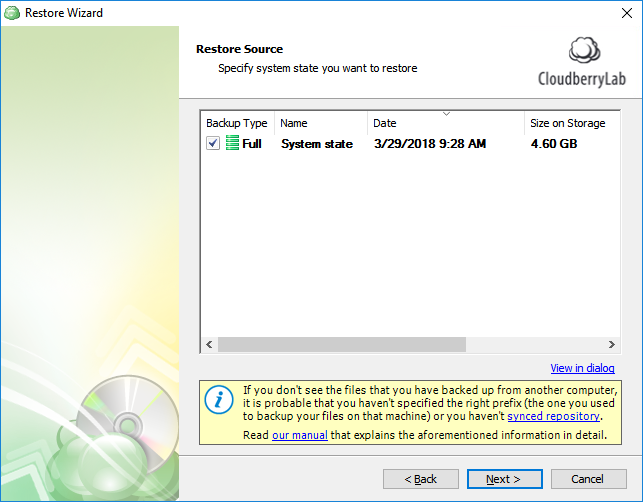 Restore Wizard
Restore Source
Specify system state you want to restore
CloudberryLab
Backup Type Name Date Size on Storage
Full System state 3/29/2018 9:28 AM 4.60 GB
View in dialog
If you don't see the files that you have backed up from another computer,
it is probable that you haven't specified the right prefix (the one you used
to backup your files on that machine) or you haven't synced repository.
Read our manual that explains the aforementioned information in detail.
< Back Next > Cancel